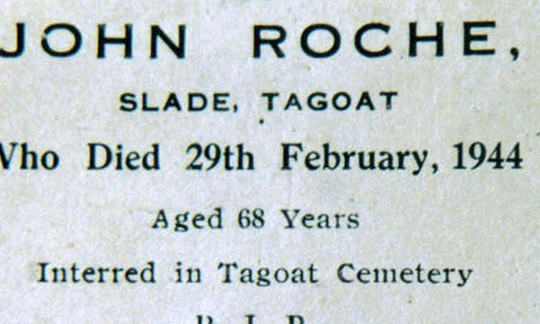 JOHN ROCHE,
SLADE, TAGOAT
Who Died 29th February, 1944
Aged 68 Years
Interred in Tagoat Cemetery
R. I. P.